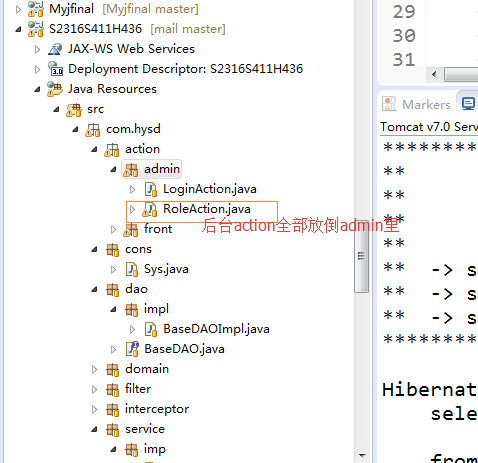 Myjfinal [Myjfinal master]
S2316S411H436 [mail master]
JAX-WS Web Services
Deployment Descriptor: S2316S411H436
Java Resources
src
com.hysd
action
admin
LoginAction.java
RoleAction.java
后台action全部放倒admin里
front
cons
Sys.java
dao
impl
BaseDAOImpl.java
BaseDAO.java
domain
filter
interceptor
service
imp
29
30
31
Markers
Tomcat v7.0 Serv
********
**
**
**
**
** -> s
** -> s
** -> s
********
Hibernat
sele
from